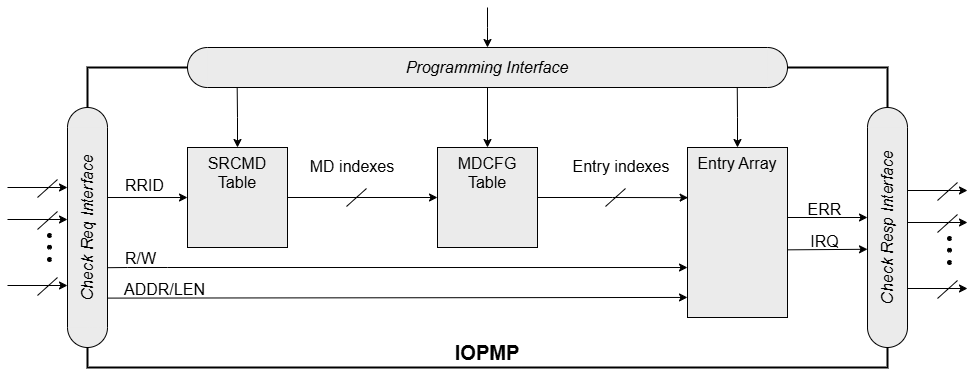 Programming Interface
Check Req Interface
RRID
SRCMD
Table
MD indexes
MDCFG
Table
Entry indexes
Entry Array
ERR
IRQ
Check Resp Interface
R/W
ADDR/LEN
IOPMP